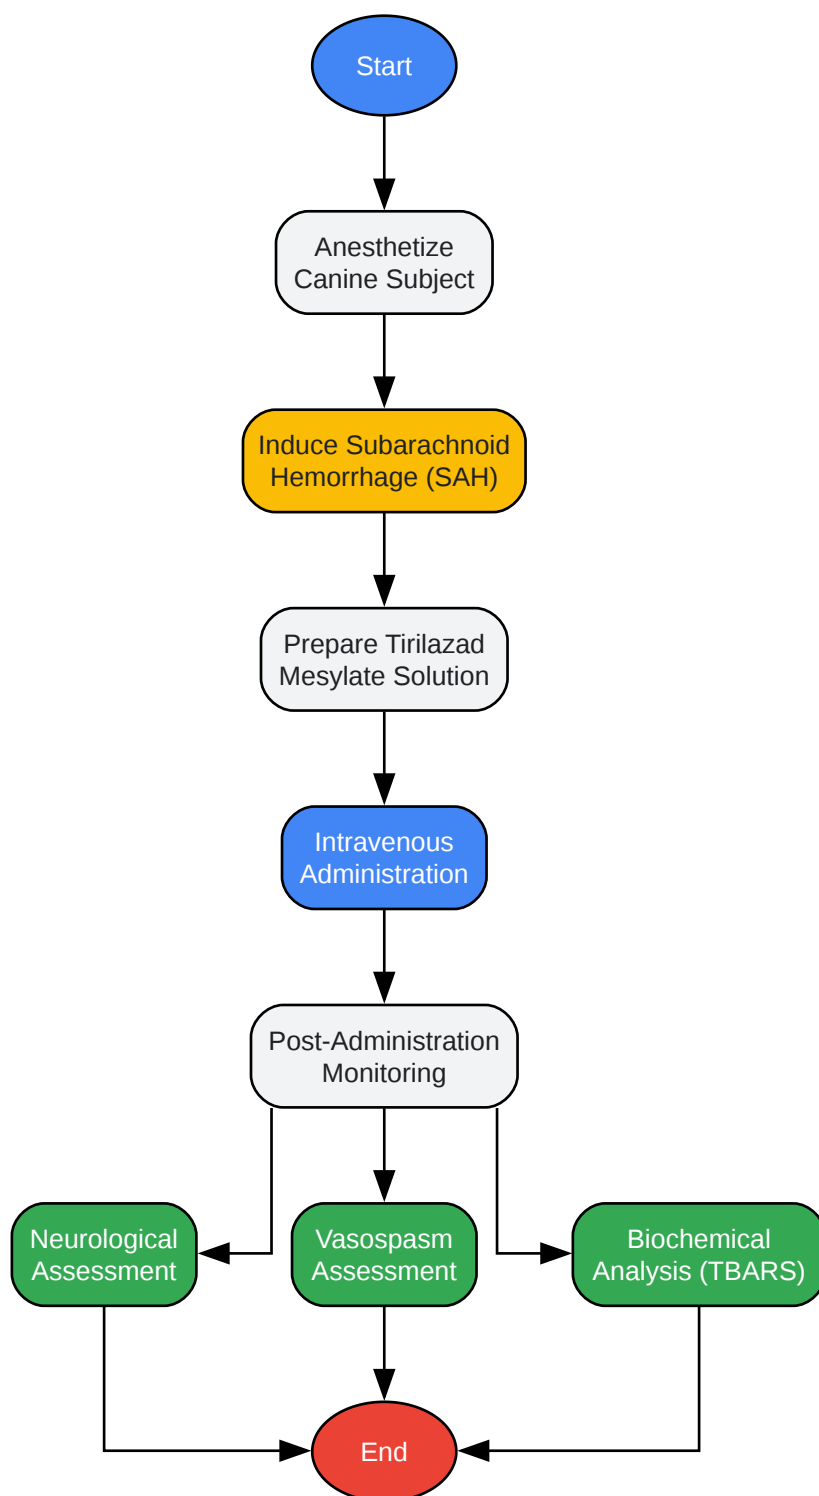 Start
Anesthetize
Canine Subject
Induce Subarachnoid
Hemorrhage (SAH)
Prepare Tirilazad
Mesylate Solution
Intravenous
Administration
Post-Administration
Monitoring
Neurological
Assessment
Vasospasm
Assessment
Biochemical
Analysis (TBARS)
End